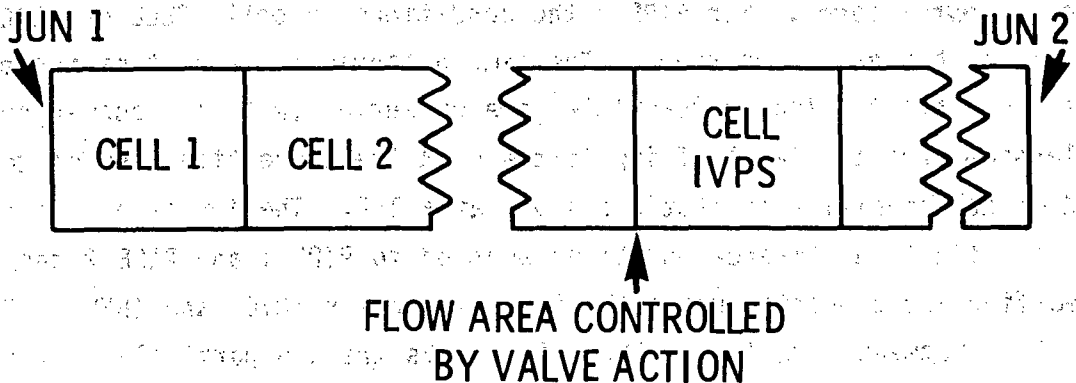 JUN 1
JUN 2
CELL 1
CELL 2
CELL
IVPS
FLOW AREA CONTROLLED
BY VALVE ACTION